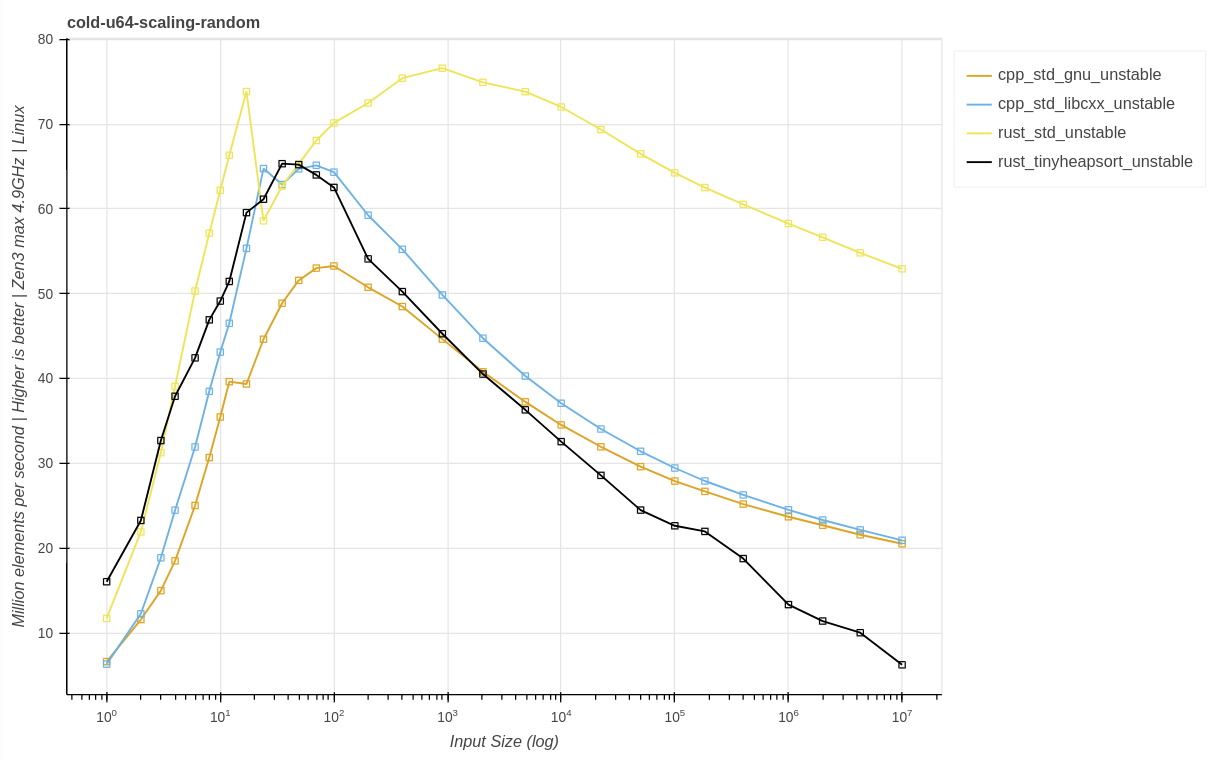 cold-u64-scaling-random
80
70
60
50
40
30
20
10
Million elements per second | Higher is better | Zen3 max 4.9GHz | Linux
10⁰
10¹
10²
10³
10⁴
10⁵
10⁶
10⁷
Input Size (log)
cpp_std_gnu_unstable
cpp_std_libcxx_unstable
rust_std_unstable
rust_tinyheapsort_unstable